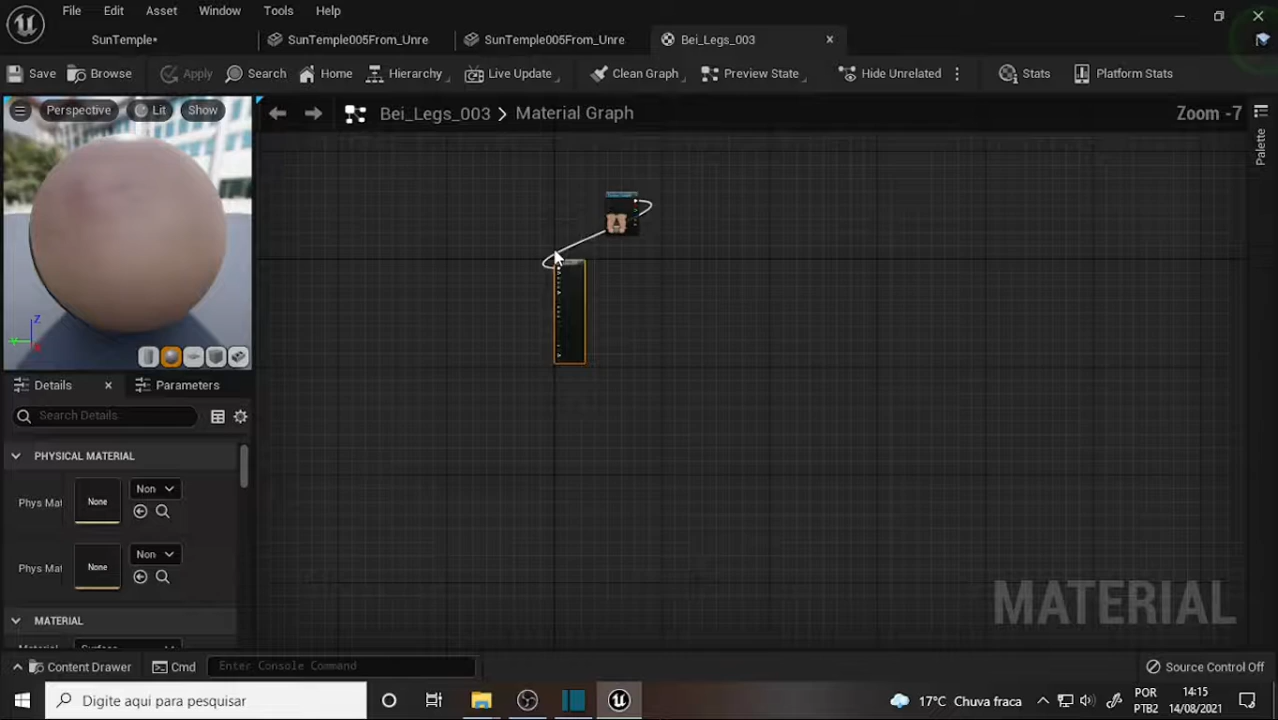 File Edit Asset Window Tools Help
SunTemple* SunTemple005From_Unre SunTemple005From_Unre Bei_Legs_003
Save Browse Apply Search Home Hierarchy Live Update Clean Graph Preview State Hide Unrelated Stats Platform Stats
Perspective Lit Show
Bei_Legs_003 Material Graph Zoom -7
Palette
Z
Y
X
Details Parameters
Search Details
PHYSICAL MATERIAL
Phys Mat None Non
Phys Mat None Non
MATERIAL
MATERIAL
Content Drawer Cmd Enter Console Command Source Control Off
Digite aqui para pesquisar 17°C Chuva fraca POR 14:15
PTB2 14/08/2021